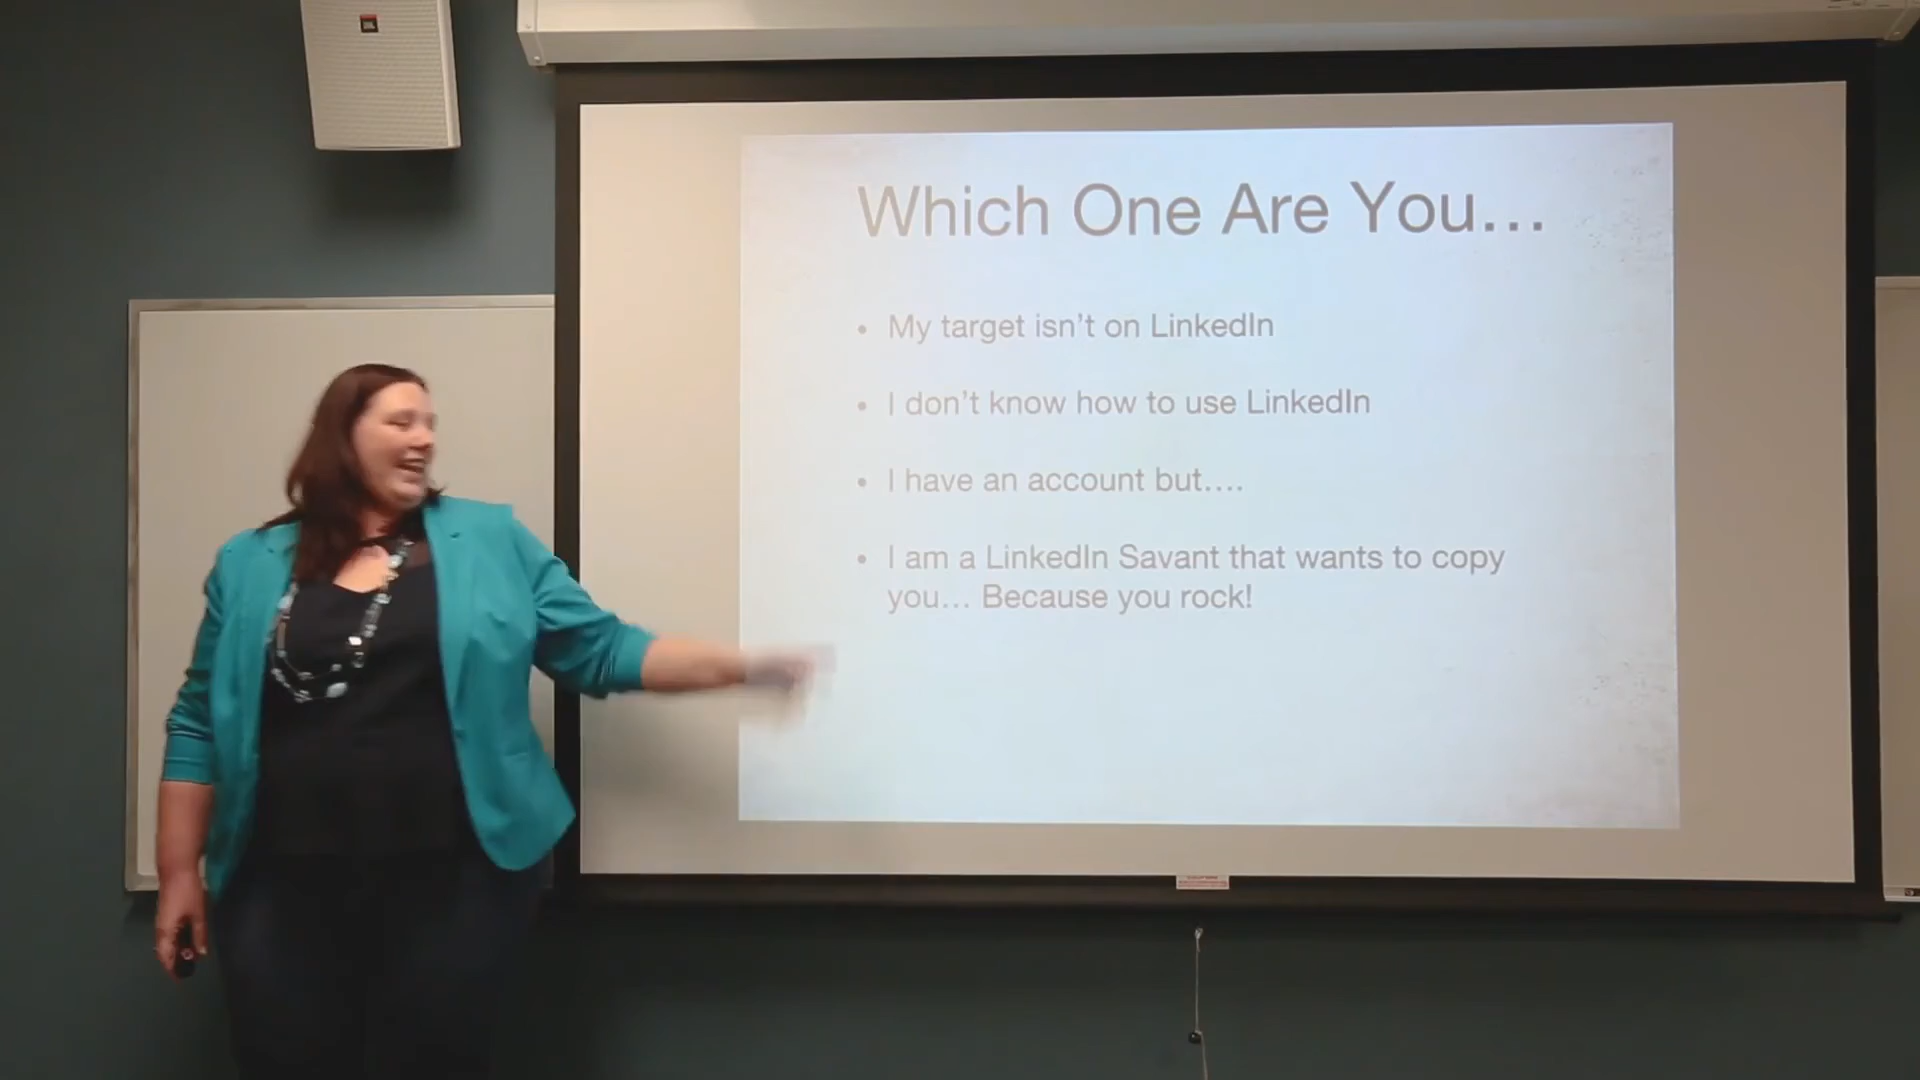 Which One Are You...
• My target isn't on LinkedIn
• I don't know how to use LinkedIn
• I have an account but....
• I am a LinkedIn Savant that wants to copy
you... Because you rock!